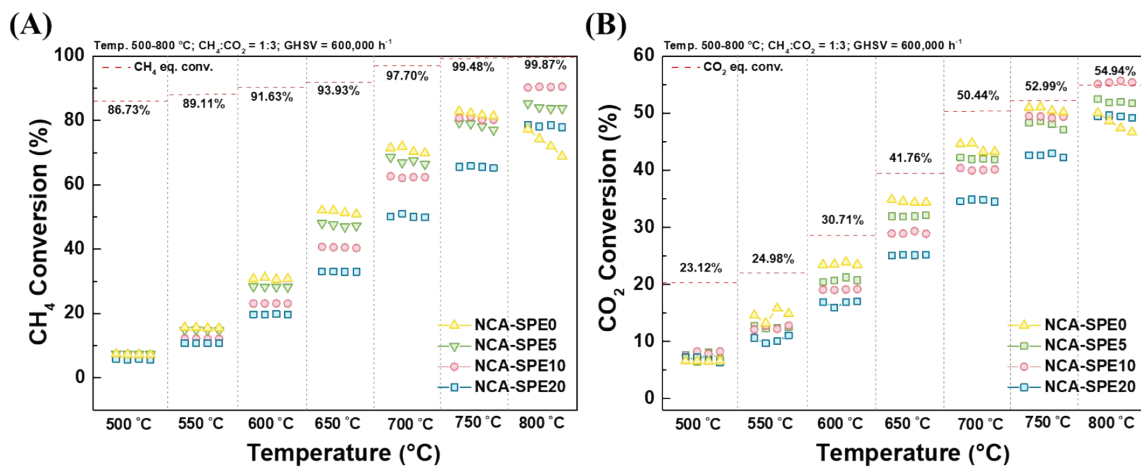 (A)
Temp. 500-800 °C; CH₄:CO₂ = 1:3; GHSV = 600,000 h⁻¹
CH₄ eq. conv.
86.73%
89.11%
91.63%
93.93%
97.70%
99.48%
99.87%
100
80
60
40
20
0
CH₄ Conversion (%)
NCA-SPE0
NCA-SPE5
NCA-SPE10
NCA-SPE20
500 °C 550 °C 600 °C 650 °C 700 °C 750 °C 800 °C
Temperature (°C)
(B)
Temp. 500-800 °C; CH₄:CO₂ = 1:3; GHSV = 600,000 h⁻¹
CO₂ eq. conv.
23.12%
24.98%
30.71%
41.76%
50.44%
52.99%
54.94%
60
50
40
30
20
10
0
CO₂ Conversion (%)
NCA-SPE0
NCA-SPE5
NCA-SPE10
NCA-SPE20
500 °C 550 °C 600 °C 650 °C 700 °C 750 °C 800 °C
Temperature (°C)